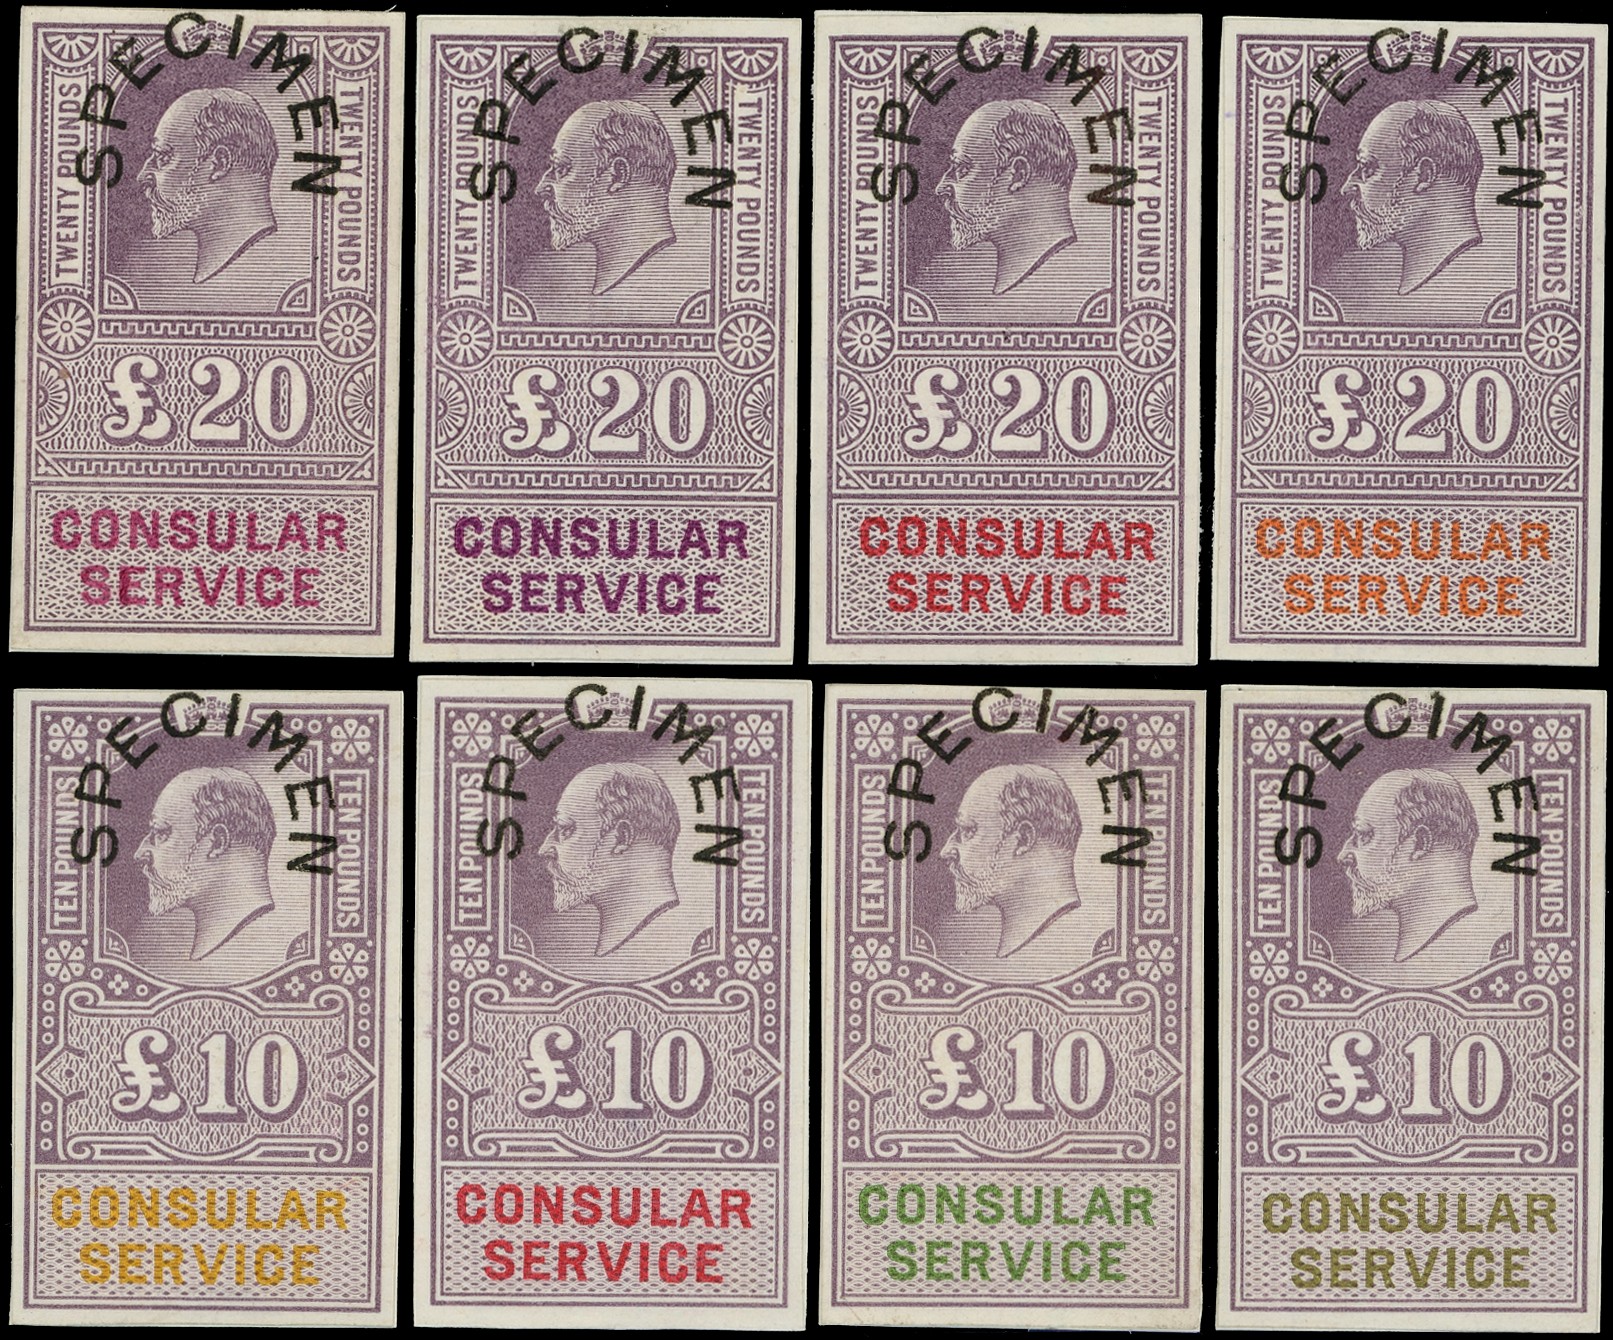 SPECIMEN
TWENTY POUNDS
TWENTY POUNDS
£20
CONSULAR
SERVICE
SPECIMEN
TWENTY POUNDS
TWENTY POUNDS
£20
CONSULAR
SERVICE
SPECIMEN
TWENTY POUNDS
TWENTY POUNDS
£20
CONSULAR
SERVICE
SPECIMEN
TWENTY POUNDS
TWENTY POUNDS
£20
CONSULAR
SERVICE
SPECIMEN
TEN POUNDS
TEN POUNDS
£10
CONSULAR
SERVICE
SPECIMEN
TEN POUNDS
TEN POUNDS
£10
CONSULAR
SERVICE
SPECIMEN
TEN POUNDS
TEN POUNDS
£10
CONSULAR
SERVICE
SPECIMEN
TEN POUNDS
TEN POUNDS
£10
CONSULAR
SERVICE